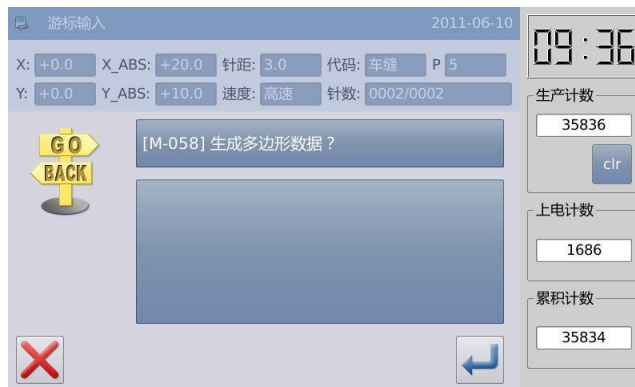 游标输入 2011-06-10
X: +0.0 X_ABS: +20.0 针距: 3.0 代码: 车缝 P 5
Y: +0.0 Y_ABS: +10.0 速度: 高速 针数: 0002/0002
GO
BACK
[M-058] 生成多边形数据？
09:36
生产计数
35836
clr
上电计数
1686
累积计数
35834